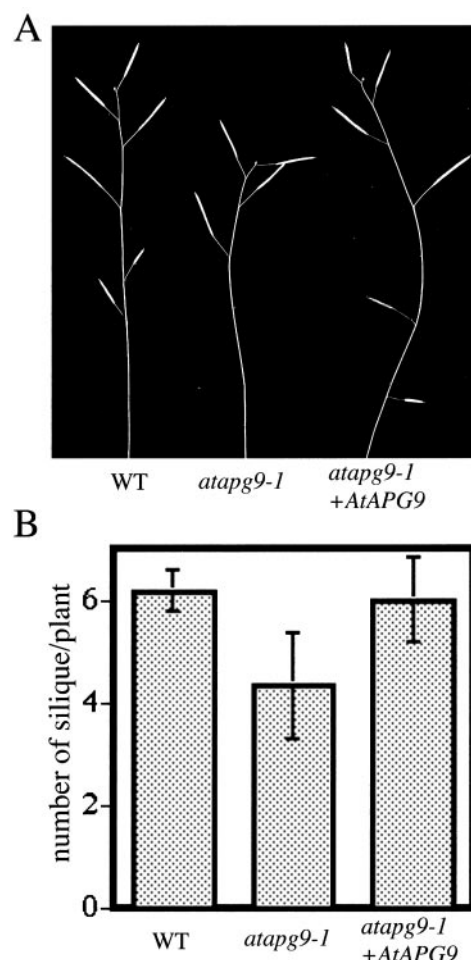 A
WT
atapg9-1
atapg9-1
+AtAPG9
B
number of silique/plant
6
4
2
0
WT
atapg9-1
atapg9-1
+AtAPG9